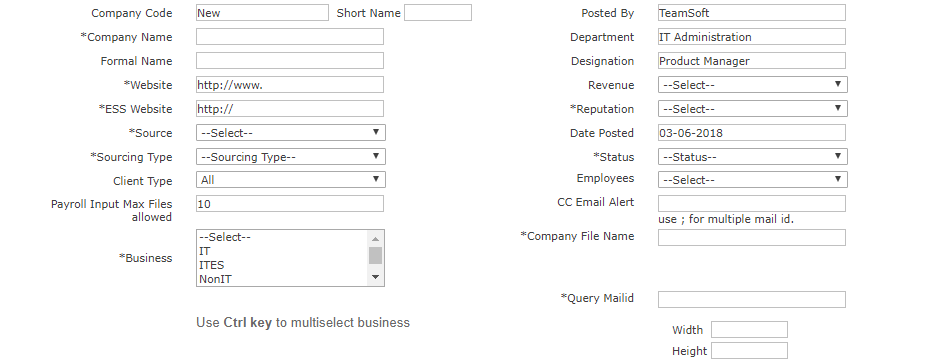 Company Code New Short Name
*Company Name
Formal Name
*Website http://www.
*ESS Website http://
*Source --Select--
*Sourcing Type --Sourcing Type--
Client Type All
Payroll Input Max Files 10
allowed
*Business
--Select--
IT
ITES
NonIT
Use Ctrl key to multiselect business
Posted By TeamSoft
Department IT Administration
Designation Product Manager
Revenue --Select--
*Reputation --Select--
Date Posted 03-06-2018
*Status --Status--
Employees --Select--
CC Email Alert
use ; for multiple mail id.
*Company File Name
*Query Mailid
Width
Height